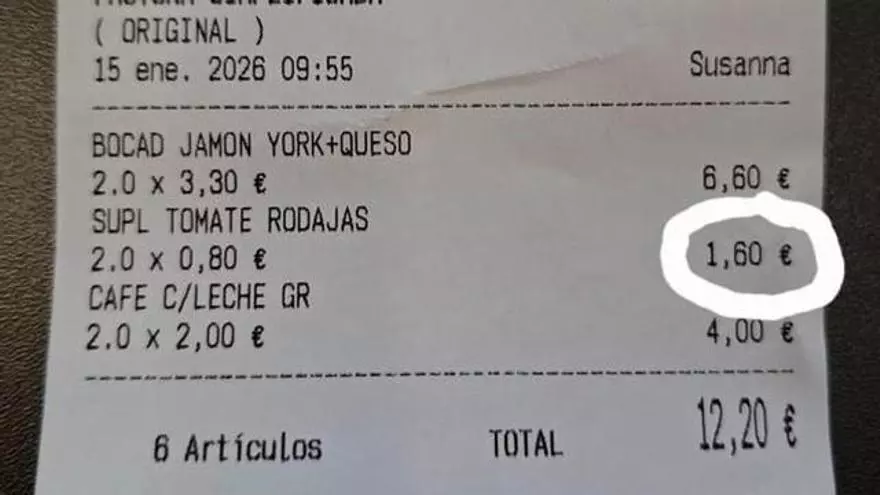 ( ORIGINAL )
15 ene. 2026 09:55 Susanna
BOCAD JAMON YORK+QUESO
2.0 x 3,30 € 6,60 €
SUPL TOMATE RODAJAS
2.0 x 0,80 € 1,60 €
CAFE C/LECHE GR
2.0 x 2,00 € 4,00 €
6 Artículos TOTAL 12,20 €